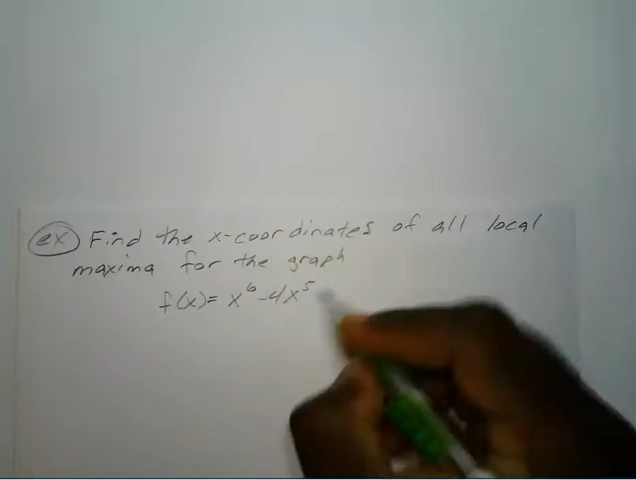 ex Find the x-coordinates of all local
maxima for the graph
f(x)= x⁶-4x⁵